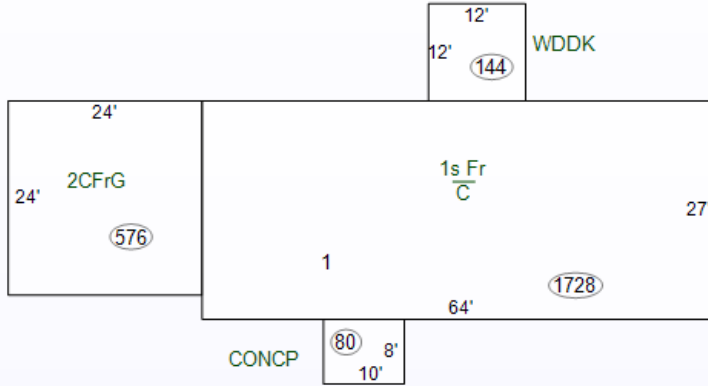 12'
12'
144
WDDK
24'
24'
2CFrG
576
1s Fr
C
27'
1
1728
64'
CONCP
80
8'
10'